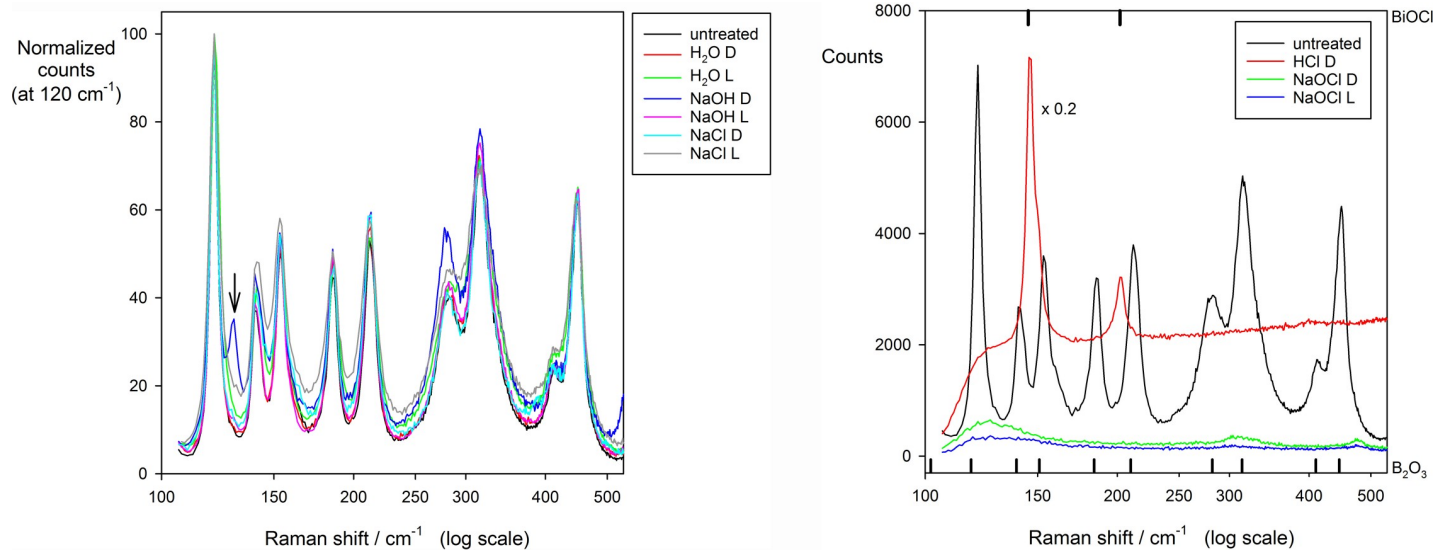 Normalized
counts
(at 120 cm⁻¹)
100
80
60
40
20
0
100
150
200
300
400
500
Raman shift / cm⁻¹ (log scale)
untreated
H₂O D
H₂O L
NaOH D
NaOH L
NaCl D
NaCl L
Counts
8000
6000
4000
2000
0
100
150
200
250
300
400
500
Raman shift / cm⁻¹ (log scale)
x 0.2
untreated
HCl D
NaOCl D
NaOCl L
BiOCl
B₂O₃